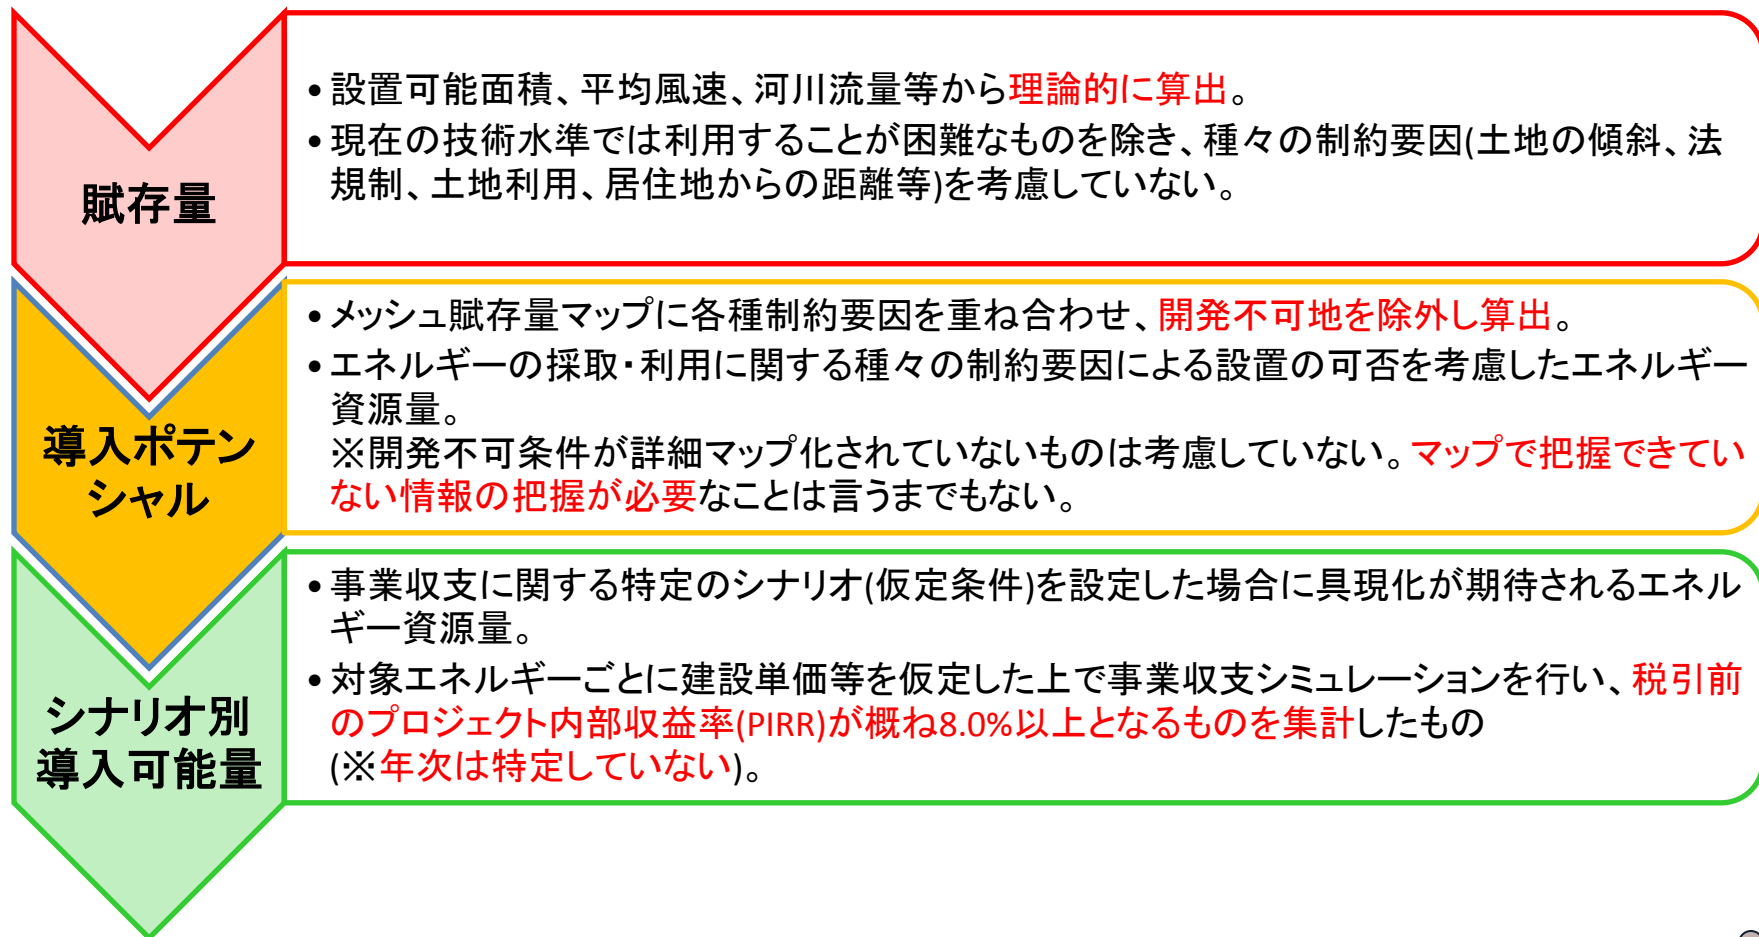 賦存量
•設置可能面積、平均風速、河川流量等から理論的に算出。
•現在の技術水準では利用することが困難なものを除き、種々の制約要因(土地の傾斜、法
規制、土地利用、居住地からの距離等)を考慮していない。
導入ポテン
シャル
•メッシュ賦存量マップに各種制約要因を重ね合わせ、開発不可地を除外し算出。
•エネルギーの採取・利用に関する種々の制約要因による設置の可否を考慮したエネルギー
資源量。
※開発不可条件が詳細マップ化されていないものは考慮していない。マップで把握できてい
ない情報の把握が必要なことは言うまでもない。
シナリオ別
導入可能量
•事業収支に関する特定のシナリオ(仮定条件)を設定した場合に具現化が期待されるエネル
ギー資源量。
•対象エネルギーごとに建設単価等を仮定した上で事業収支シミュレーションを行い、税引前
のプロジェクト内部収益率(PIRR)が概ね8.0%以上となるものを集計したもの
(※年次は特定していない)。